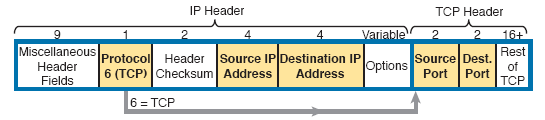 IP Header
TCP Header
9
1
2
4
4
Variable
2
2
16+
Miscellaneous
Header
Fields
Protocol
6 (TCP)
Header
Checksum
Source IP
Address
Destination IP
Address
Options
Source
Port
Dest.
Port
Rest
of
TCP
6 = TCP